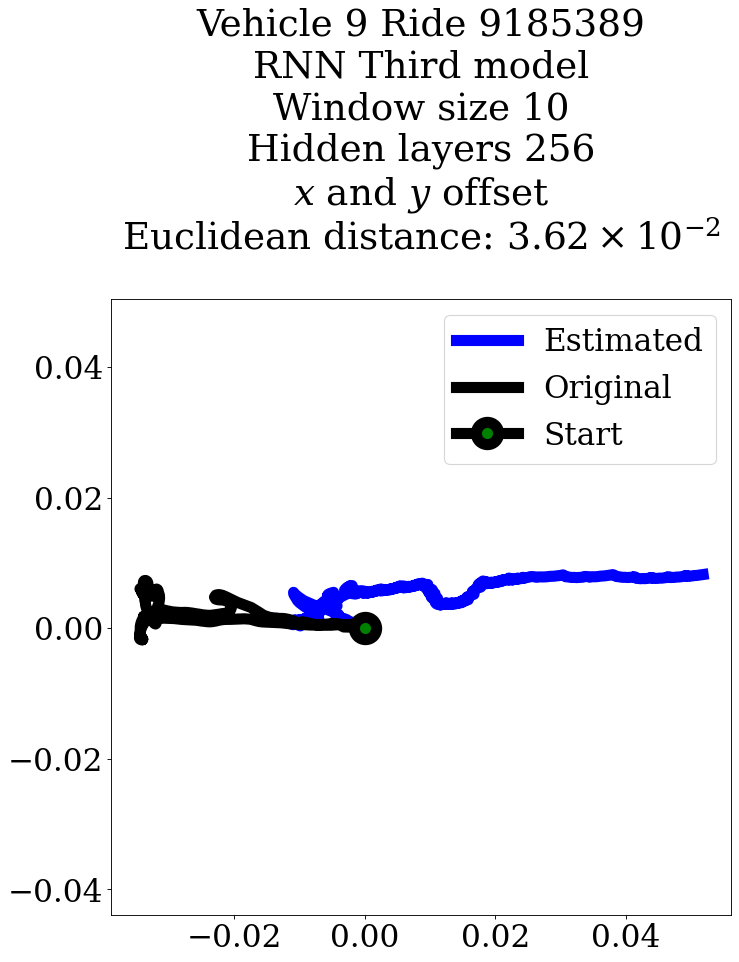 Vehicle 9 Ride 9185389
RNN Third model
Window size 10
Hidden layers 256
x and y offset
Euclidean distance: 3.62 × 10⁻²
Estimated
Original
Start
0.04
0.02
0.00
−0.02
−0.04
−0.02 0.00 0.02 0.04